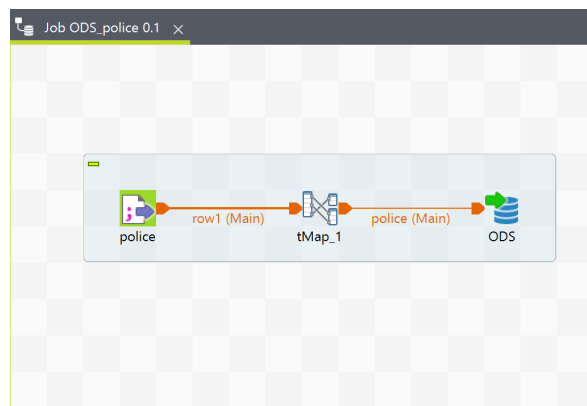 Job ODS_police 0.1
row1 (Main)
police (Main)
police
tMap_1
ODS